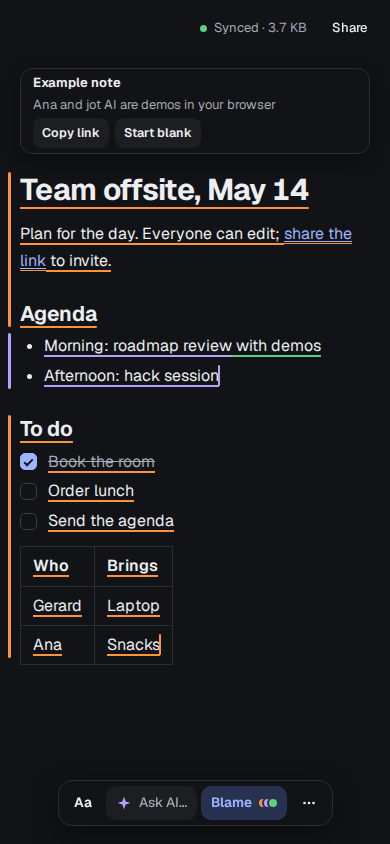 Synced · 3.7 KB Share
Example note
Ana and jot AI are demos in your browser
Copy link Start blank
Team offsite, May 14
Plan for the day. Everyone can edit; share the
link to invite.
Agenda
• Morning: roadmap review with demos
• Afternoon: hack session
To do
Book the room
Order lunch
Send the agenda
Who Brings
Gerard Laptop
Ana Snacks
Aa Ask AI... Blame ...